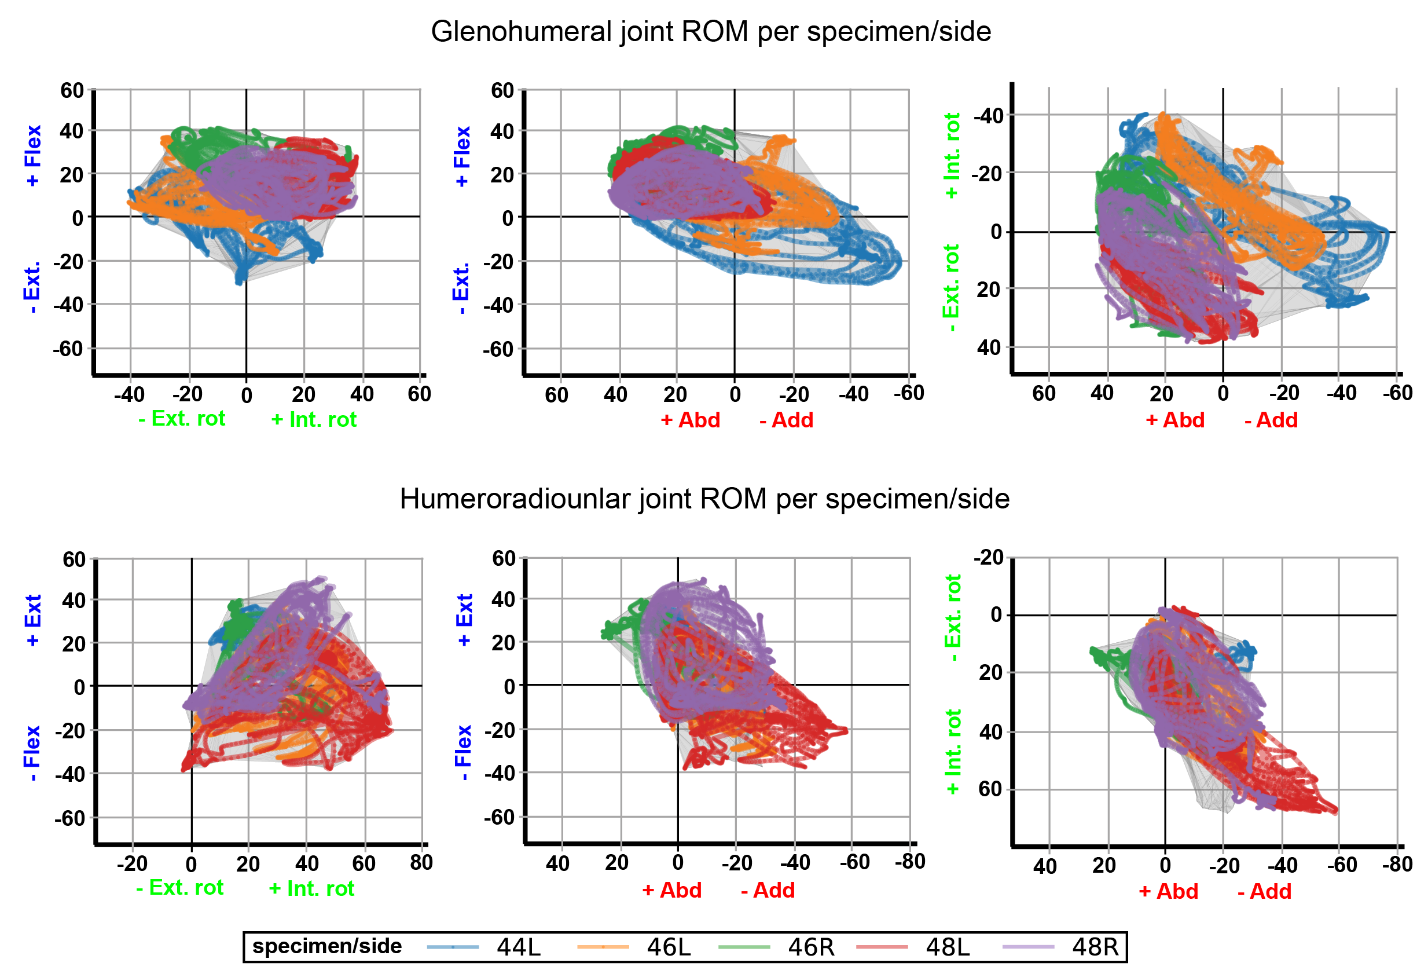 Glenohumeral joint ROM per specimen/side
60
40
20
0
-20
-40
-60
+ Flex
- Ext.
-40 -20 0 20 40 60
- Ext. rot + Int. rot
60
40
20
0
-20
-40
-60
+ Flex
- Ext.
60 40 20 0 -20 -40 -60
+ Abd - Add
-40
-20
0
20
40
+ Int. rot
- Ext. rot
60 40 20 0 -20 -40 -60
+ Abd - Add
Humeroradiounlar joint ROM per specimen/side
60
40
20
0
-20
-40
-60
+ Ext
- Flex
-20 0 20 40 60 80
- Ext. rot + Int. rot
60
40
20
0
-20
-40
-60
+ Ext
- Flex
40 20 0 -20 -40 -60 -80
+ Abd - Add
-20
0
20
40
60
- Ext. rot
+ Int. rot
40 20 0 -20 -40 -60 -80
+ Abd - Add
specimen/side 44L 46L 46R 48L 48R